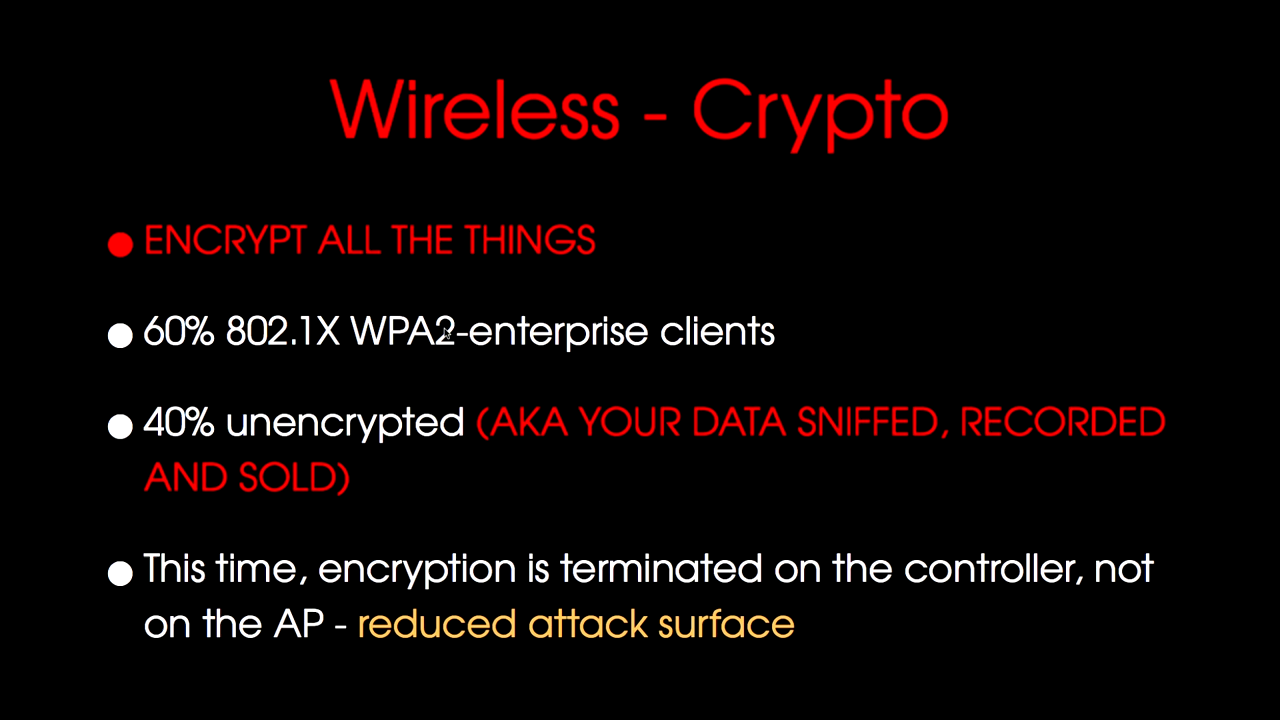 Wireless - Crypto
ENCRYPT ALL THE THINGS
60% 802.1X WPA2-enterprise clients
40% unencrypted (AKA YOUR DATA SNIFFED, RECORDED
AND SOLD)
This time, encryption is terminated on the controller, not
on the AP - reduced attack surface